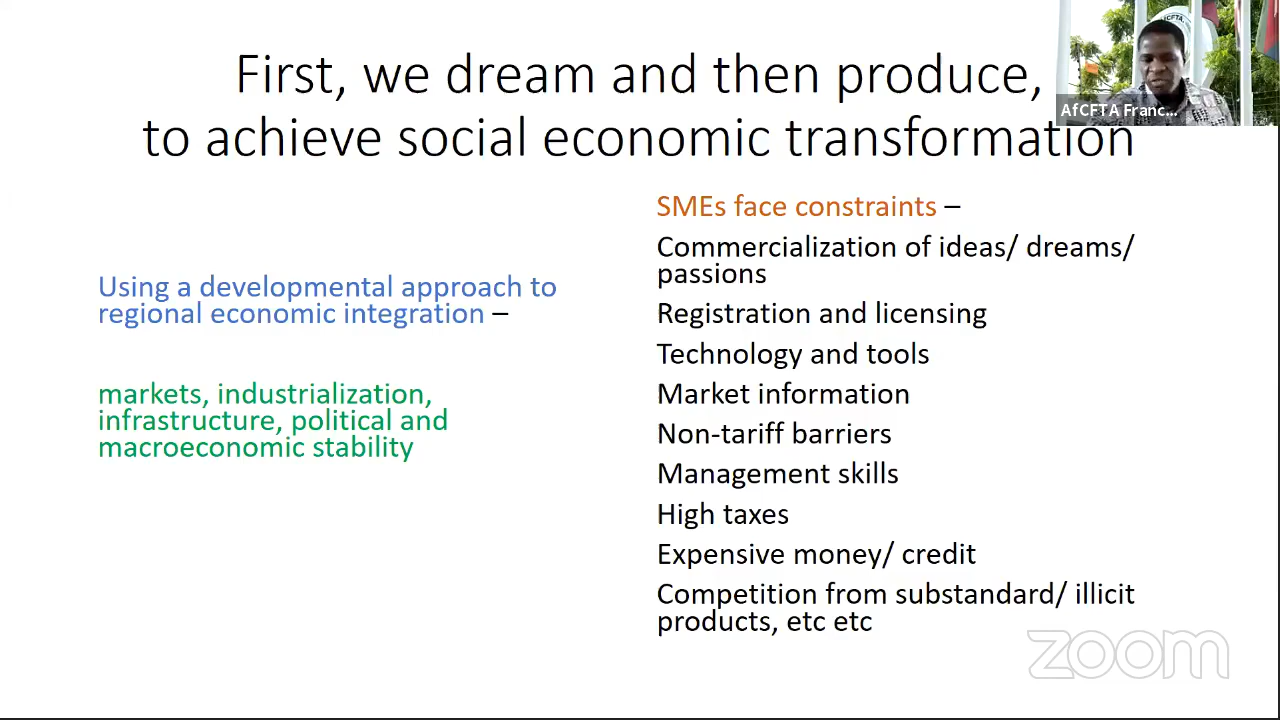 First, we dream and then produce,
to achieve social economic transformation
AfCFTA Franc...
Using a developmental approach to
regional economic integration –
markets, industrialization,
infrastructure, political and
macroeconomic stability
SMEs face constraints –
Commercialization of ideas/ dreams/
passions
Registration and licensing
Technology and tools
Market information
Non-tariff barriers
Management skills
High taxes
Expensive money/ credit
Competition from substandard/ illicit
products, etc etc
zoom